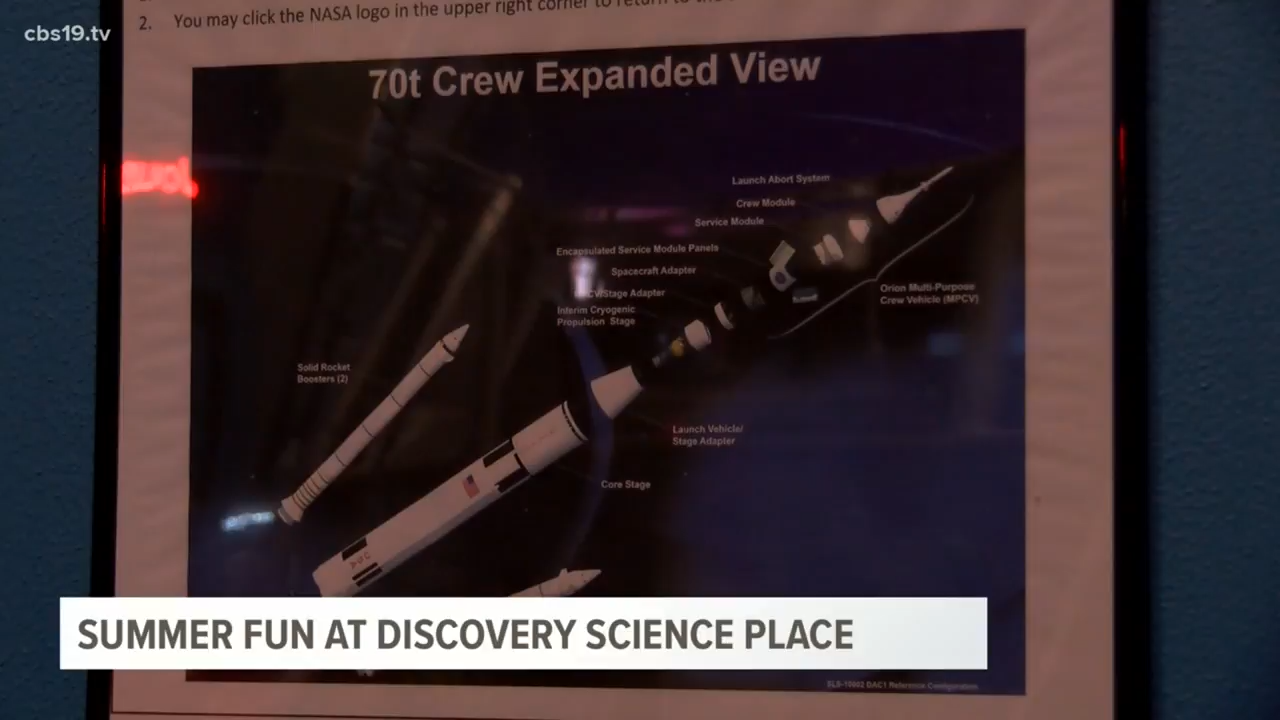 cbs19.tv
2. You may click the NASA logo in the upper right corner to return to the
70t Crew Expanded View
Launch Abort System
Crew Module
Service Module
Encapsulated Service Module Panels
Spacecraft Adapter
/Stage Adapter
Interim Cryogenic
Propulsion Stage
Orion Multi-Purpose
Crew Vehicle (MPCV)
Solid Rocket
Boosters (2)
Launch Vehicle/
Stage Adapter
Core Stage
SUMMER FUN AT DISCOVERY SCIENCE PLACE
SLS-10002 DAC1 Reference Configuration